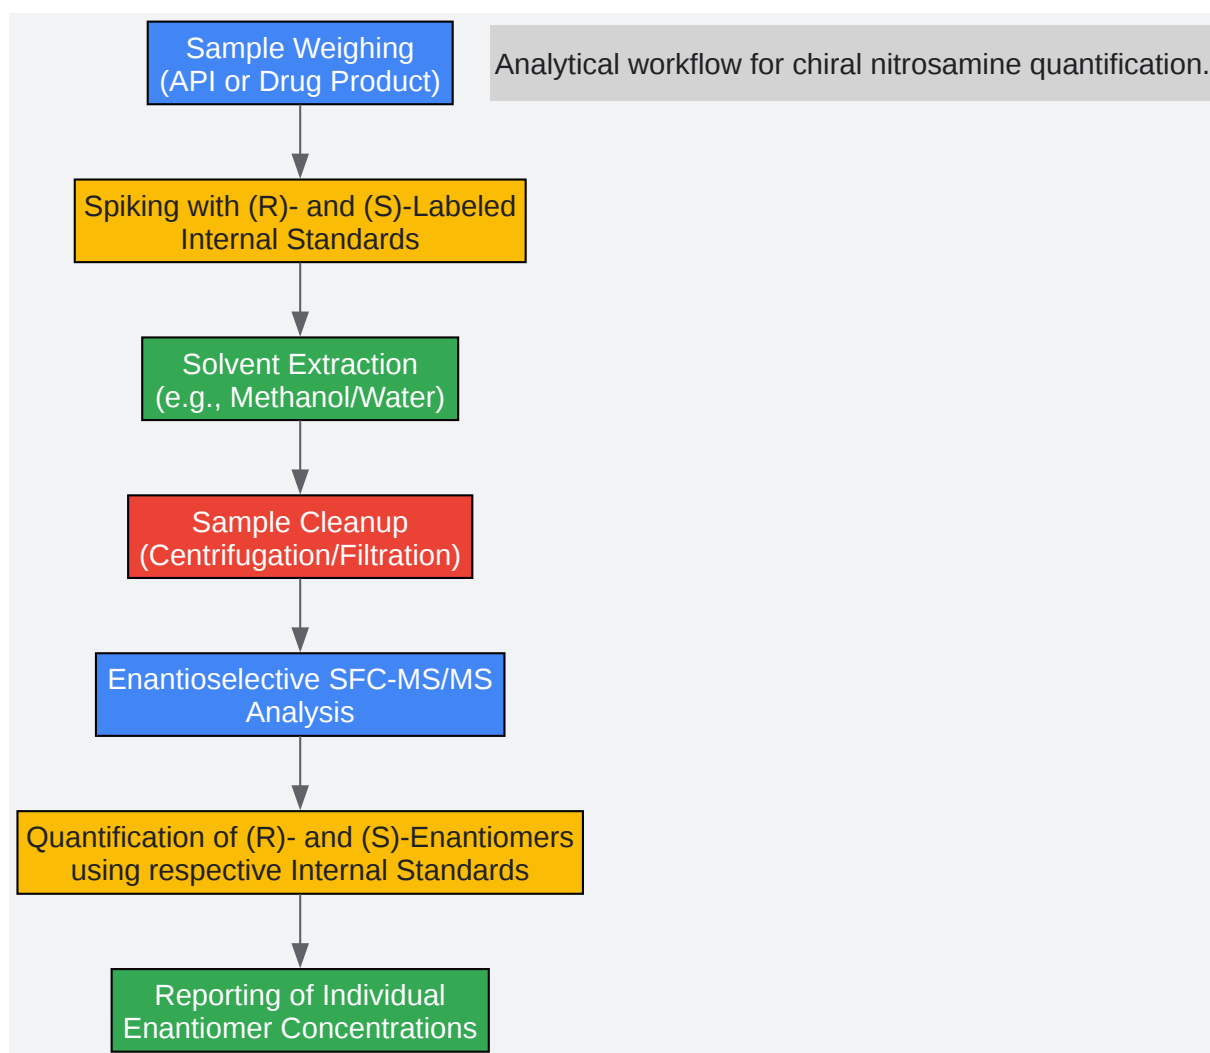 Sample Weighing
(API or Drug Product)
Analytical workflow for chiral nitrosamine quantification.
Spiking with (R)- and (S)-Labeled
Internal Standards
Solvent Extraction
(e.g., Methanol/Water)
Sample Cleanup
(Centrifugation/Filtration)
Enantioselective SFC-MS/MS
Analysis
Quantification of (R)- and (S)-Enantiomers
using respective Internal Standards
Reporting of Individual
Enantiomer Concentrations